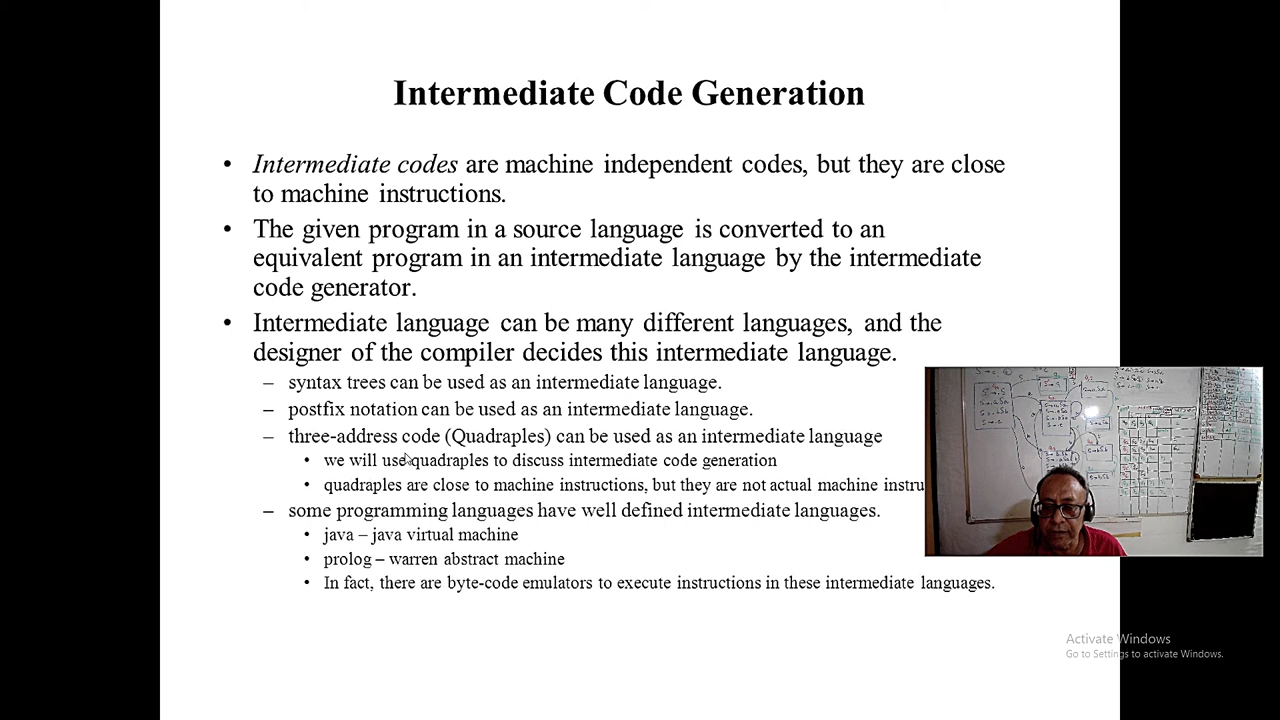 Intermediate Code Generation
• Intermediate codes are machine independent codes, but they are close
to machine instructions.
• The given program in a source language is converted to an
equivalent program in an intermediate language by the intermediate
code generator.
• Intermediate language can be many different languages, and the
designer of the compiler decides this intermediate language.
– syntax trees can be used as an intermediate language.
– postfix notation can be used as an intermediate language.
– three-address code (Quadraples) can be used as an intermediate language
• we will use quadraples to discuss intermediate code generation
• quadraples are close to machine instructions, but they are not actual machine instru
– some programming languages have well defined intermediate languages.
• java – java virtual machine
• prolog – warren abstract machine
• In fact, there are byte-code emulators to execute instructions in these intermediate languages.
Activate Windows
Go to Settings to activate Windows.